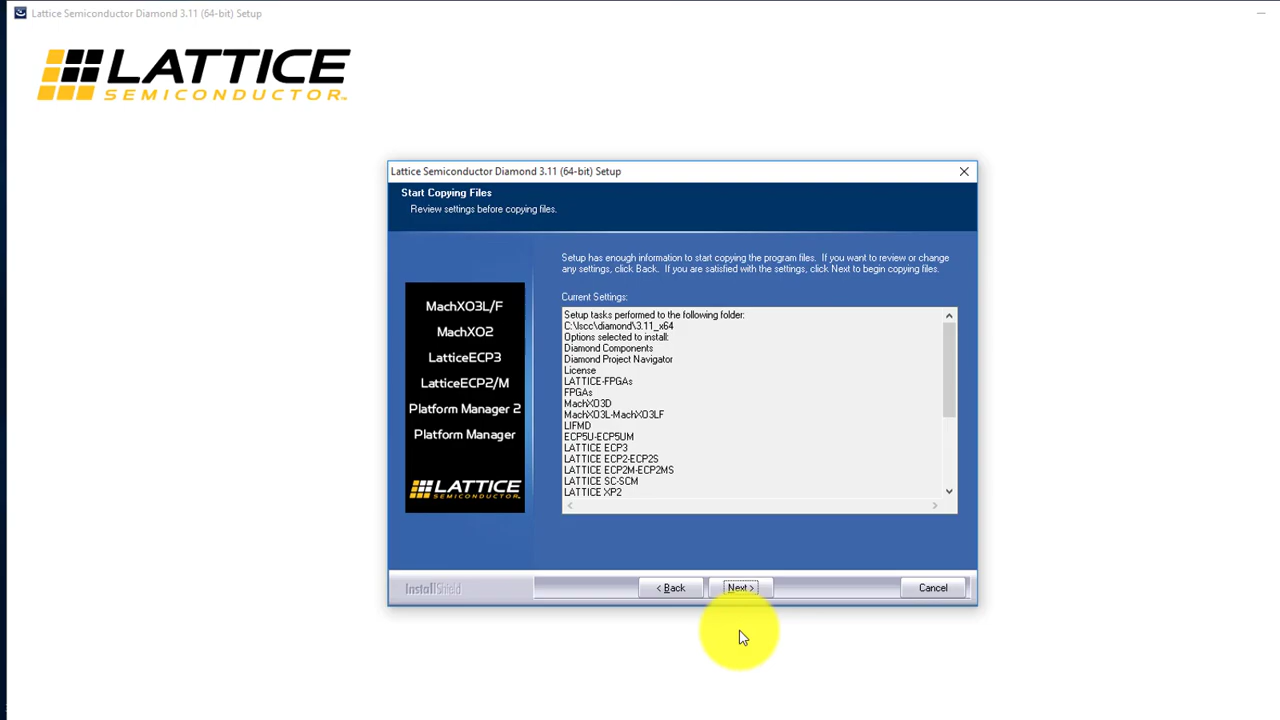 Lattice Semiconductor Diamond 3.11 (64-bit) Setup
LATTICE
SEMICONDUCTOR™
Lattice Semiconductor Diamond 3.11 (64-bit) Setup
Start Copying Files
Review settings before copying files.
Setup has enough information to start copying the program files. If you want to review or change
any settings, click Back. If you are satisfied with the settings, click Next to begin copying files.
Current Settings:
Setup tasks performed to the following folder:
C:\lscc\diamond\3.11_x64
Options selected to install:
Diamond Components
Diamond Project Navigator
License
LATTICE-FPGAs
FPGAs
MachXO3D
MachXO3L-MachXO3LF
LIFMD
ECP5U-ECP5UM
LATTICE ECP3
LATTICE ECP2-ECP2S
LATTICE ECP2M-ECP2MS
LATTICE SC-SCM
LATTICE XP2
MachXO3L/F
MachXO2
LatticeECP3
LatticeECP2/M
Platform Manager 2
Platform Manager
LATTICE
SEMICONDUCTOR
InstallShield
< Back
Next >
Cancel